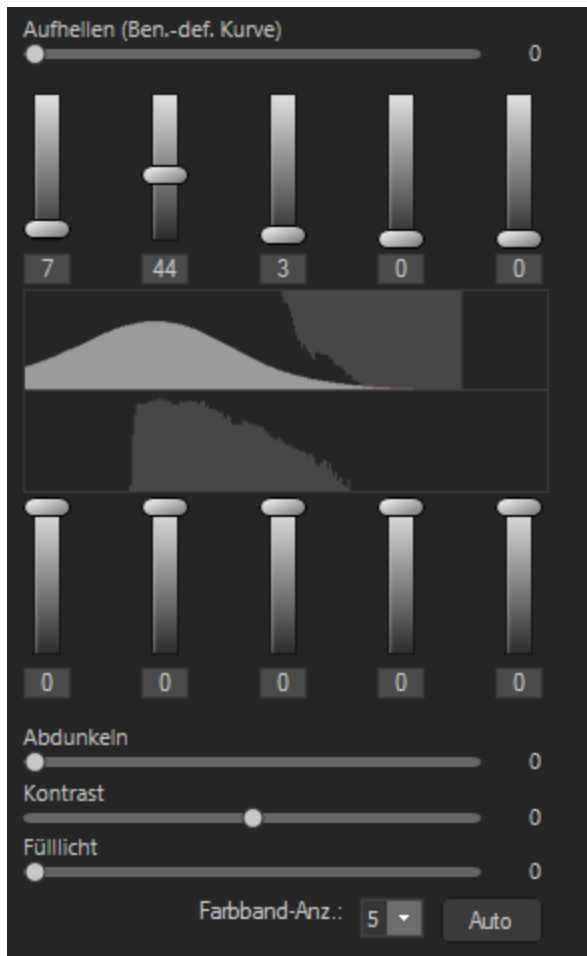 Aufhellen (Ben.-def. Kurve)
0
7 44 3 0 0
0 0 0 0 0
Abdunkeln
0
Kontrast
0
Fülllicht
0
Farbband-Anz.: 5 Auto